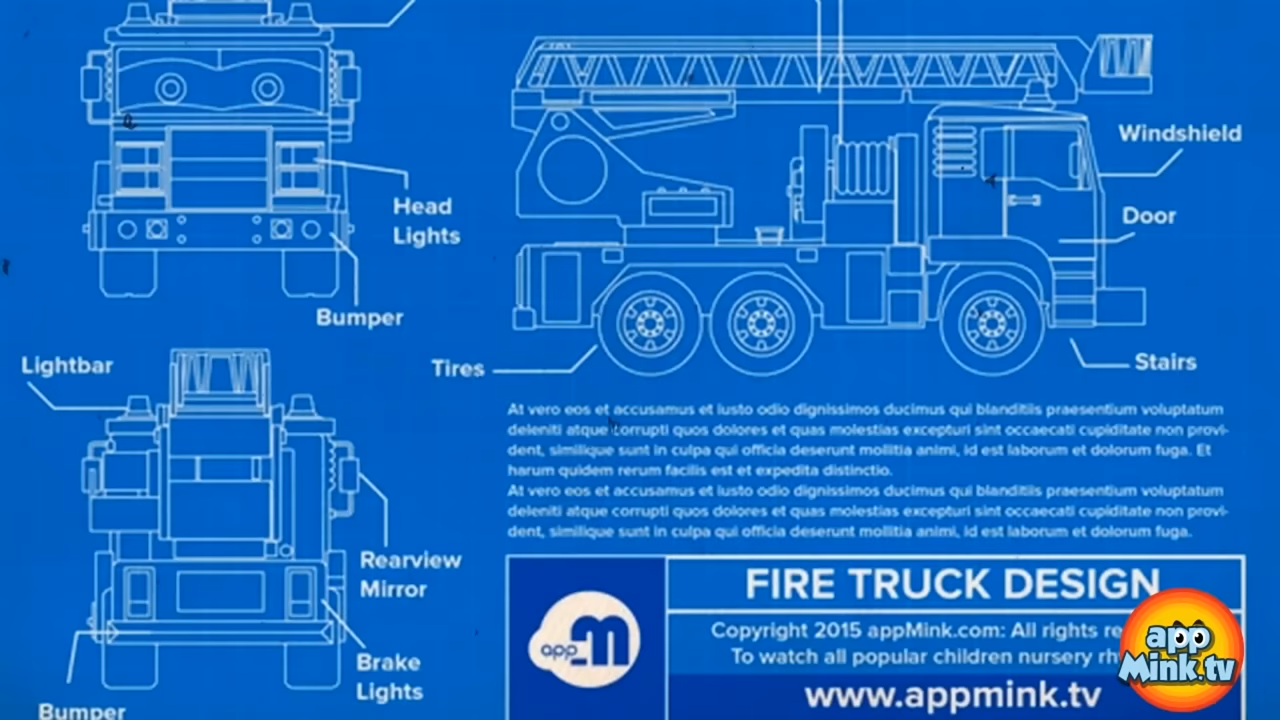 Head
Lights
Bumper
Windshield
Door
Tires
Stairs
Lightbar
Rearview
Mirror
Brake
Lights
Bumper
At vero eos et accusamus et iusto odio dignissimos ducimus qui blanditiis praesentium voluptatum
deleniti atque corrupti quos dolores et quas molestias excepturi sint occaecati cupiditate non provi-
dent, similique sunt in culpa qui officia deserunt mollitia animi, id est laborum et dolorum fuga. Et
harum quidem rerum facilis est et expedita distinctio.
At vero eos et accusamus et iusto odio dignissimos ducimus qui blanditiis praesentium voluptatum
deleniti atque corrupti quos dolores et quas molestias excepturi sint occaecati cupiditate non provi-
dent, similique sunt in culpa qui officia deserunt mollitia animi, id est laborum et dolorum fuga.
app m
FIRE TRUCK DESIGN
Copyright 2015 appMink.com: All rights
To watch all popular children nursery
www.appmink.tv
app
Mink.tv